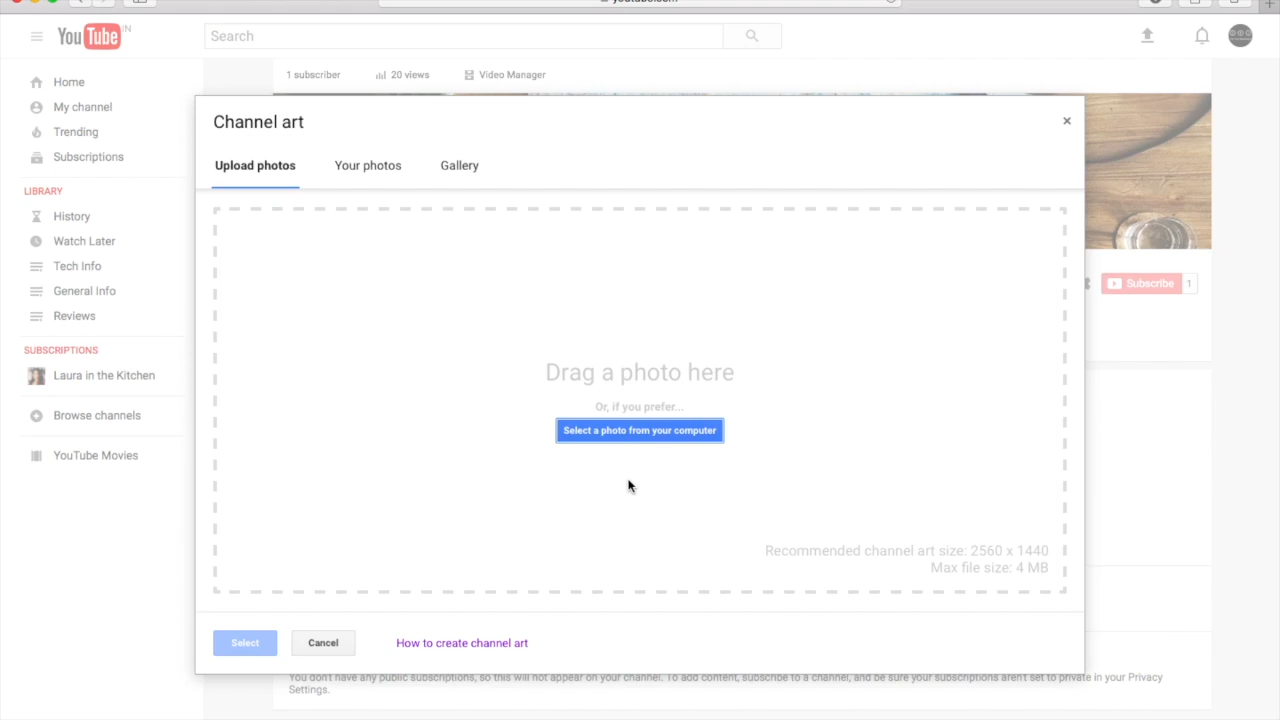 YouTube IN
Search
Home
My channel
Trending
Subscriptions
LIBRARY
History
Watch Later
Tech Info
General Info
Reviews
SUBSCRIPTIONS
Laura in the Kitchen
Browse channels
YouTube Movies
1 subscriber
20 views
Video Manager
Channel art
×
Upload photos
Your photos
Gallery
Drag a photo here
Or, if you prefer...
Select a photo from your computer
Recommended channel art size: 2560 x 1440
Max file size: 4 MB
Select
Cancel
How to create channel art
Subscribe
1
You don't have any public subscriptions, so this will not appear on your channel. To add content, subscribe to a channel, and be sure your subscriptions aren't set to private in your Privacy
Settings.